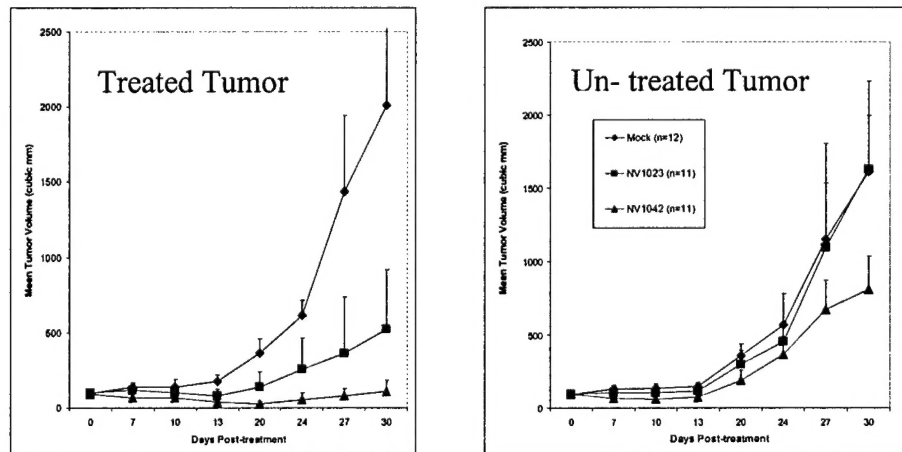 Treated Tumor
2500
2000
1500
1000
500
0
Mean Tumor Volume (cubic mm)
0 7 10 13 20 24 27 30
Days Post-treatment
Un- treated Tumor
2500
2000
1500
1000
500
0
Mean Tumor Volume (cubic mm)
Mock (n=12)
NV1023 (n=11)
NV1042 (n=11)
0 7 10 13 20 24 27 30
Days Post-treatment